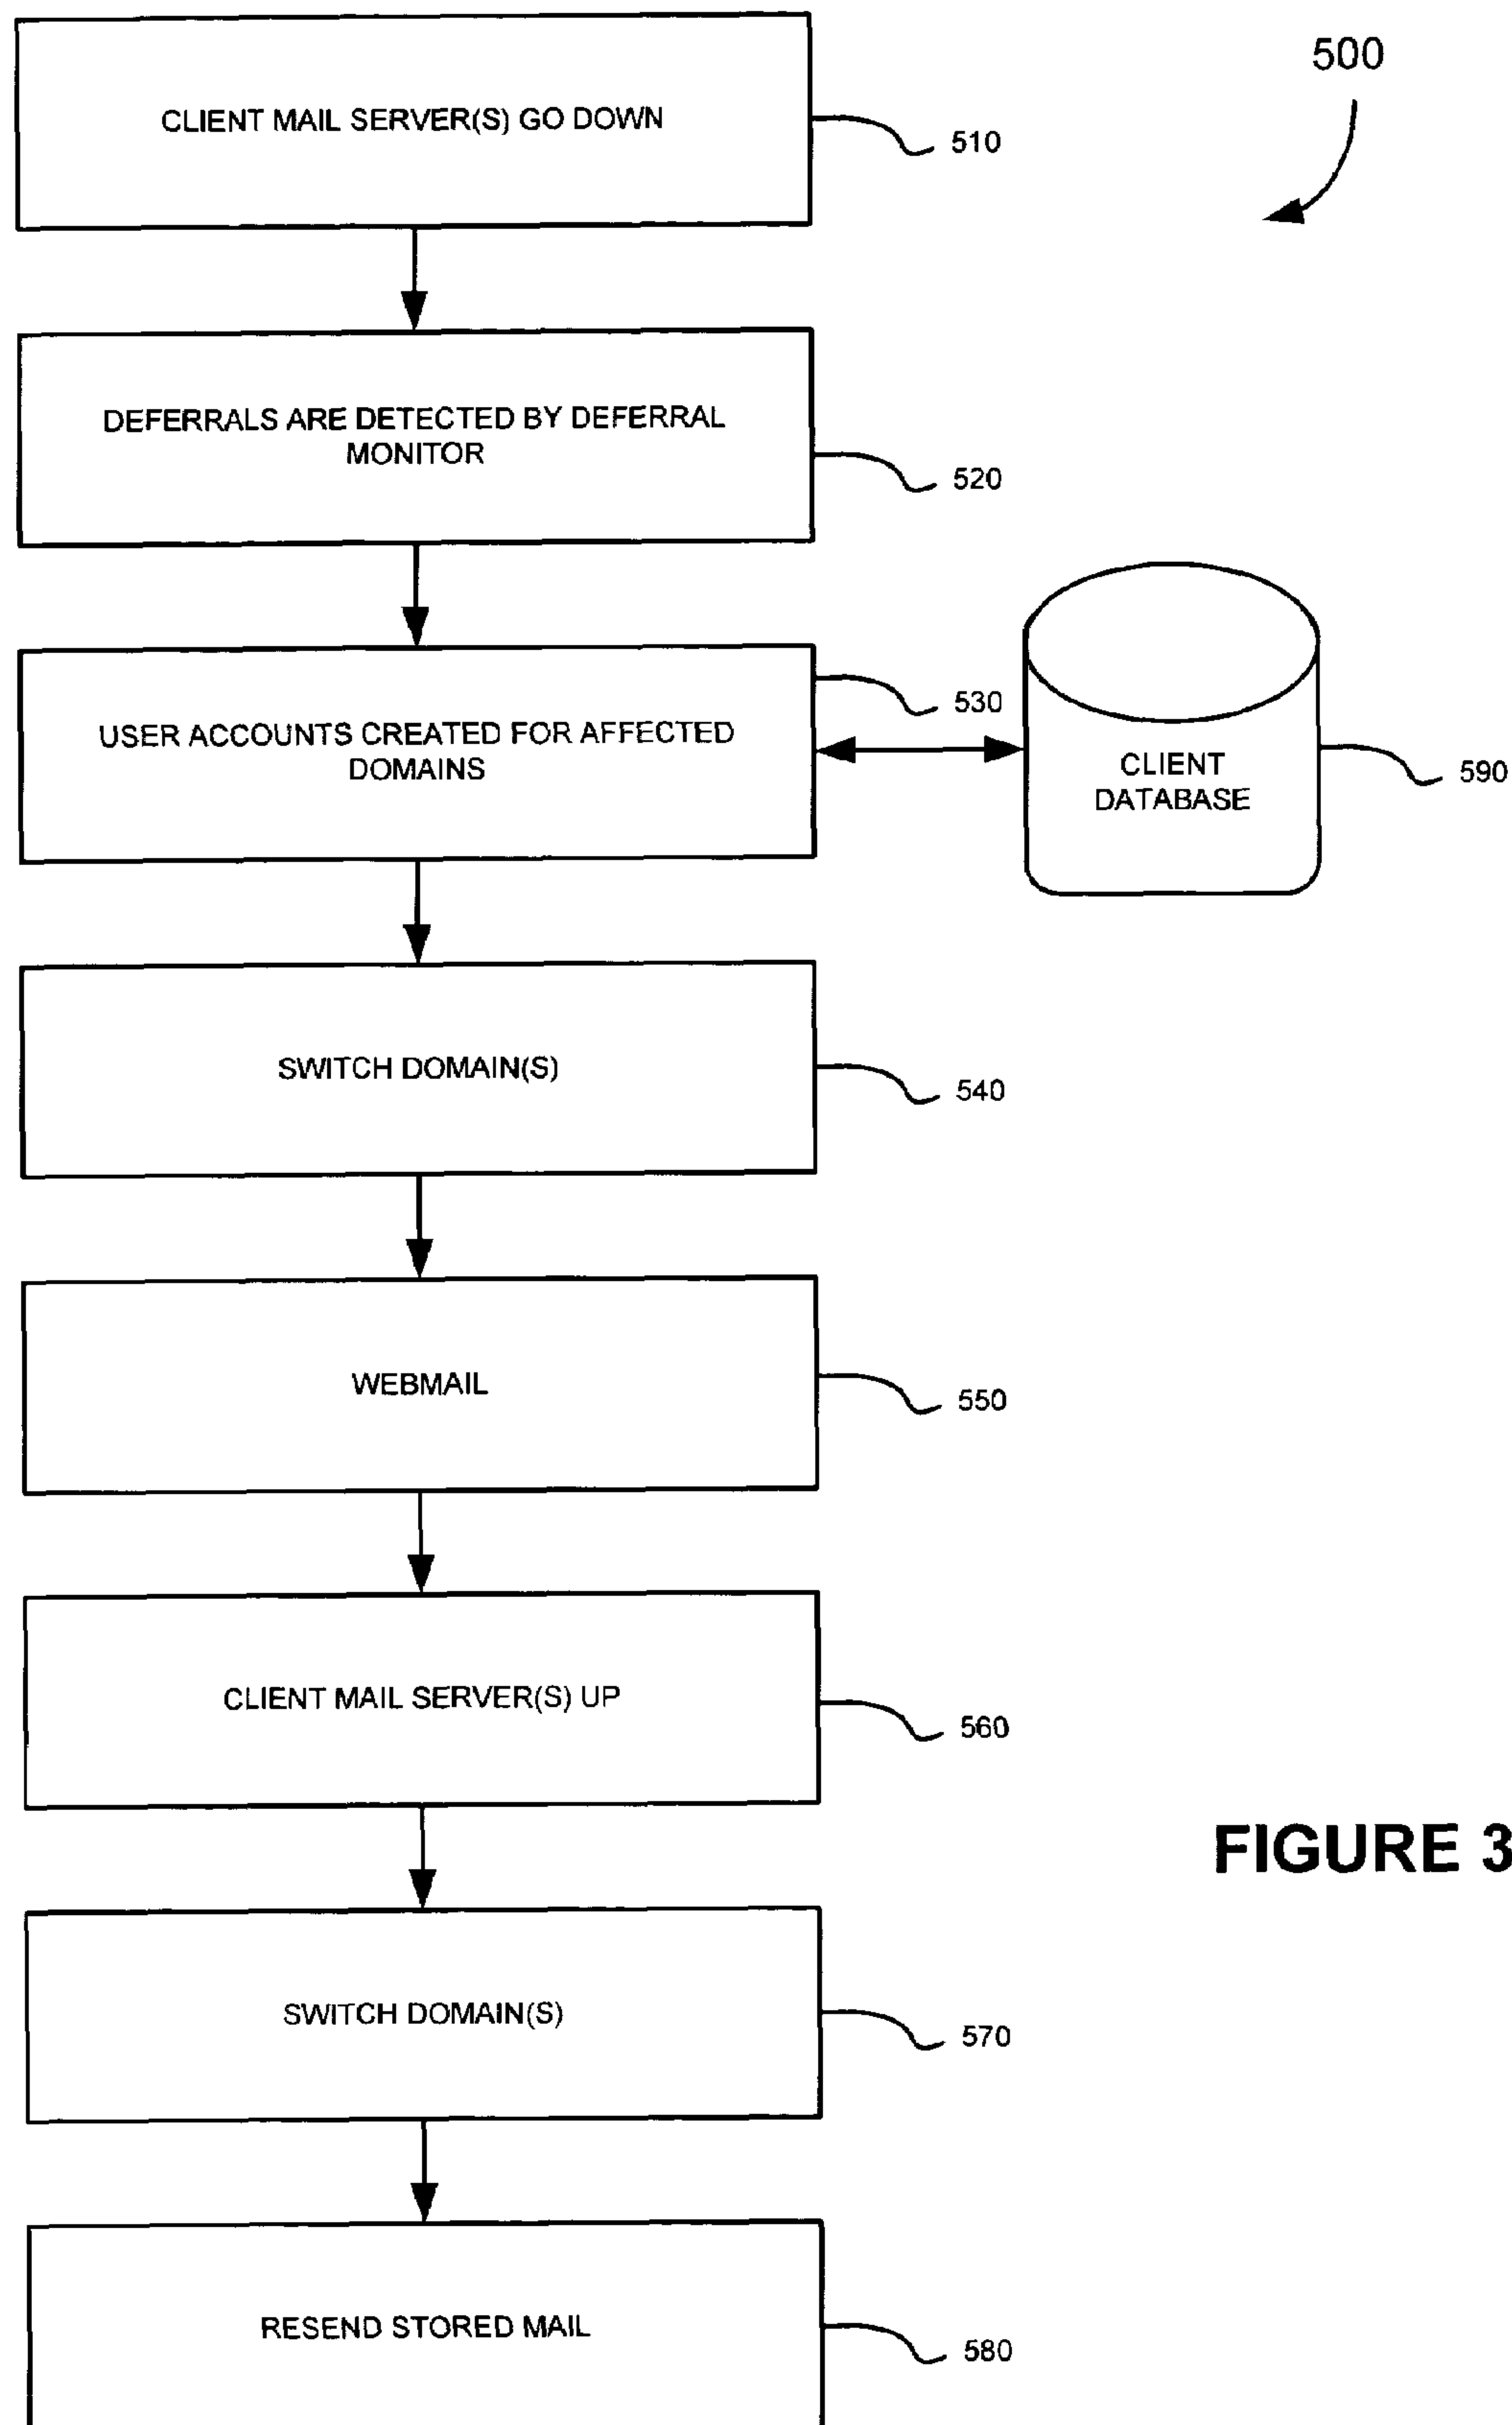 500
CLIENT MAIL SERVER(S) GO DOWN
510
DEFERRALS ARE DETECTED BY DEFERRAL
MONITOR
520
USER ACCOUNTS CREATED FOR AFFECTED
DOMAINS
530
CLIENT
DATABASE
590
SWITCH DOMAIN(S)
540
WEBMAIL
550
CLIENT MAIL SERVER(S) UP
560
FIGURE 3
SWITCH DOMAIN(S)
570
RESEND STORED MAIL
580